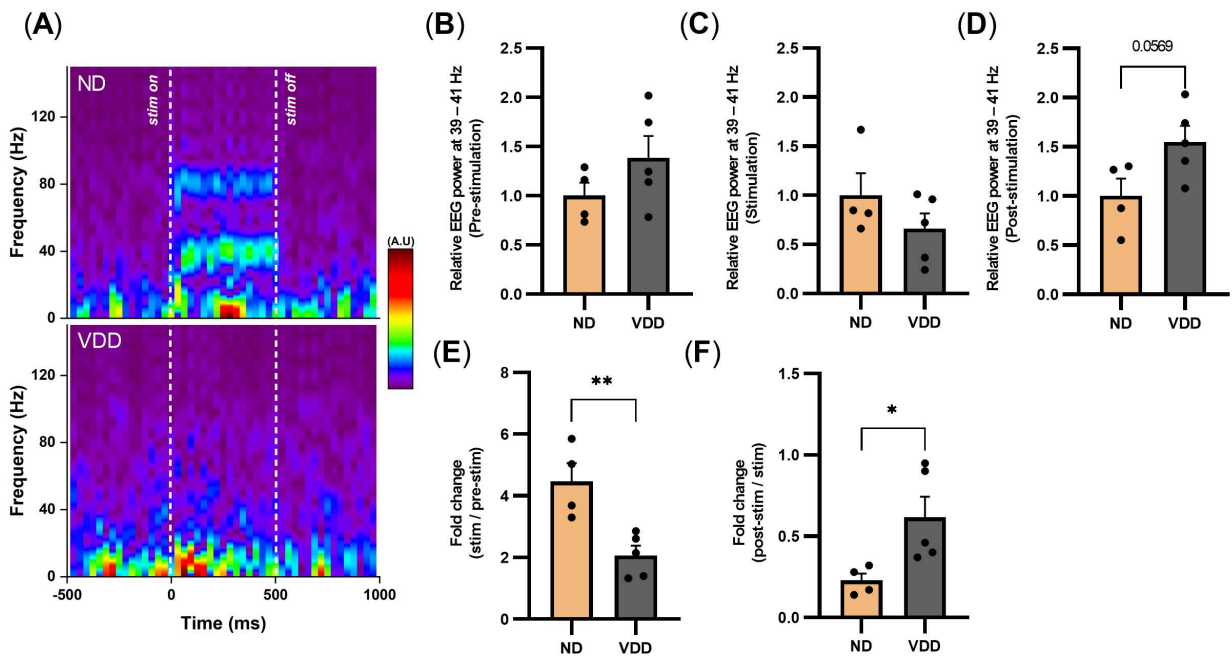 (A)
ND
stim on
stim off
120
80
40
0
Frequency (Hz)
VDD
120
80
40
0
Frequency (Hz)
-500
0
500
1000
Time (ms)
(A.U)
(B)
2.5
2.0
1.5
1.0
0.5
0.0
Relative EEG power at 39 – 41 Hz
(Pre-stimulation)
ND
VDD
(C)
2.5
2.0
1.5
1.0
0.5
0.0
Relative EEG power at 39 – 41 Hz
(Stimulation)
ND
VDD
(D)
0.0569
2.5
2.0
1.5
1.0
0.5
0.0
Relative EEG power at 39 – 41 Hz
(Post-stimulation)
ND
VDD
(E)
**
8
6
4
2
0
Fold change
(stim / pre-stim)
ND
VDD
(F)
*
1.5
1.0
0.5
0.0
Fold change
(post-stim / stim)
ND
VDD